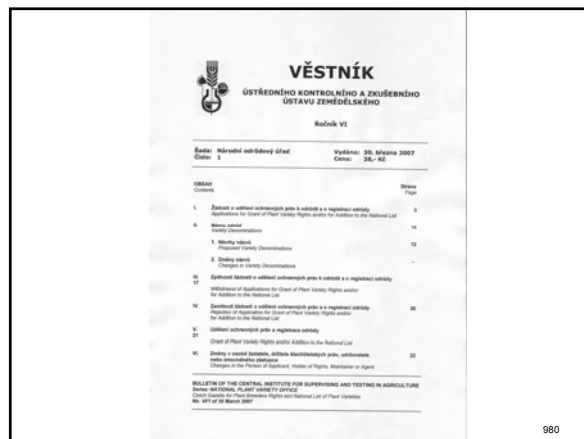 VĚSTNÍK
ÚSTŘEDNÍHO KONTROLNÍHO A ZKUŠEBNÍHO
ÚSTAVU ZEMĚDĚLSKÉHO
Ročník VI
Řada: Národní odrůdový úřad Vydáno: 30. března 2007
Číslo: 1 Cena: 38,- Kč
OBSAH Strana
Contents Page
I. Žádosti o udělení ochranných práv k odrůdě a o registraci odrůdy 3
Applications for Grant of Plant Variety Rights and/or for Addition to the National List
II. Názvy odrůd
Variety Denominations
1. Návrhy názvů 12
Proposed Variety Denominations
2. Změny názvů -
Changes in Variety Denominations
III. Zpětvzetí žádosti o udělení ochranných práv k odrůdě a o registraci odrůdy
17
Withdrawal of Applications for Grant of Plant Variety Rights and/or
for Addition to the National List
IV. Zamítnutí žádosti o udělení ochranných práv a o registraci odrůdy 20
Rejection of Application for Grant of Plant Variety Rights and/or
for Addition to the National List
V. Udělení ochranných práv a registrace odrůdy
21
Grant of Plant Variety Rights and/or Addition to the National List
VI. Změny v osobě žadatele, držitele šlechtitelských práv, udržovatele 23
nebo zmocněného zástupce
Changes in the Person of Applicant, Holder of Rights, Maintainer or Agent
BULLETIN OF THE CENTRAL INSTITUTE FOR SUPERVISING AND TESTING IN AGRICULTURE
Series: NATIONAL PLANT VARIETY OFFICE
Czech Gazette for Plant Breeders Rights and National List of Plant Varieties
No. VI/1 of 30 March 2007
980